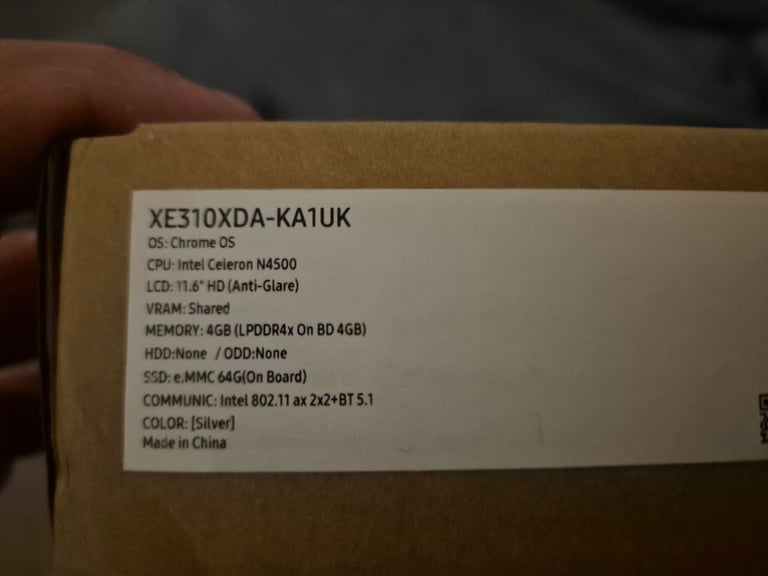 XE310XDA-KA1UK
OS: Chrome OS
CPU: Intel Celeron N4500
LCD: 11.6" HD (Anti-Glare)
VRAM: Shared
MEMORY: 4GB (LPDDR4x On BD 4GB)
HDD:None / ODD:None
SSD: e.MMC 64G(On Board)
COMMUNIC: Intel 802.11 ax 2x2+BT 5.1
COLOR: [Silver]
Made in China